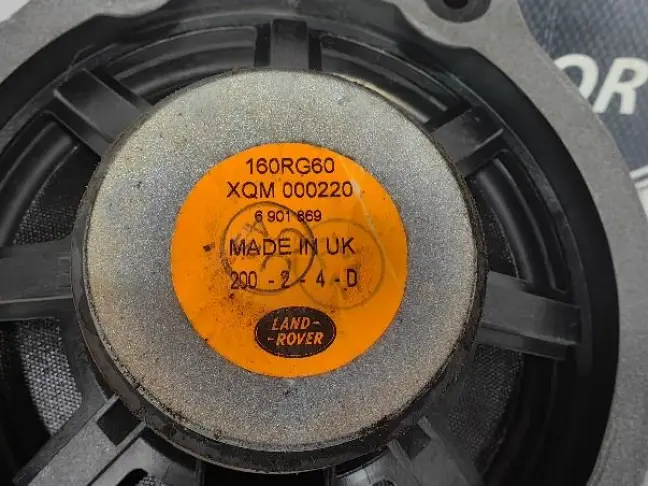 160RG60
XQM 000220
6 901 869
MADE IN UK
200 - 2 - 4 - D
LAND-
-ROVER
OR